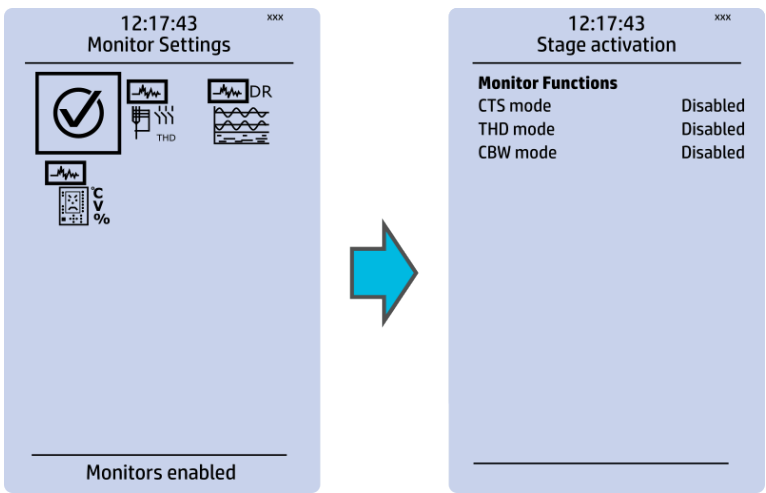 12:17:43 xxx
Monitor Settings
DR
THD
℃
V
%
Monitors enabled
12:17:43 xxx
Stage activation
Monitor Functions
CTS mode Disabled
THD mode Disabled
CBW mode Disabled